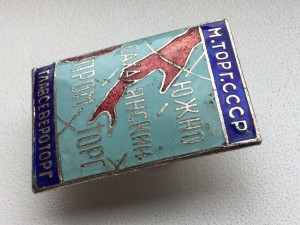 М.ТОРГ.СССР
ЮЖНО
САХАЛИНСКИЙ
ПРОМ
ТОРГ
ГЛАВСЕВЕРОТОРГ